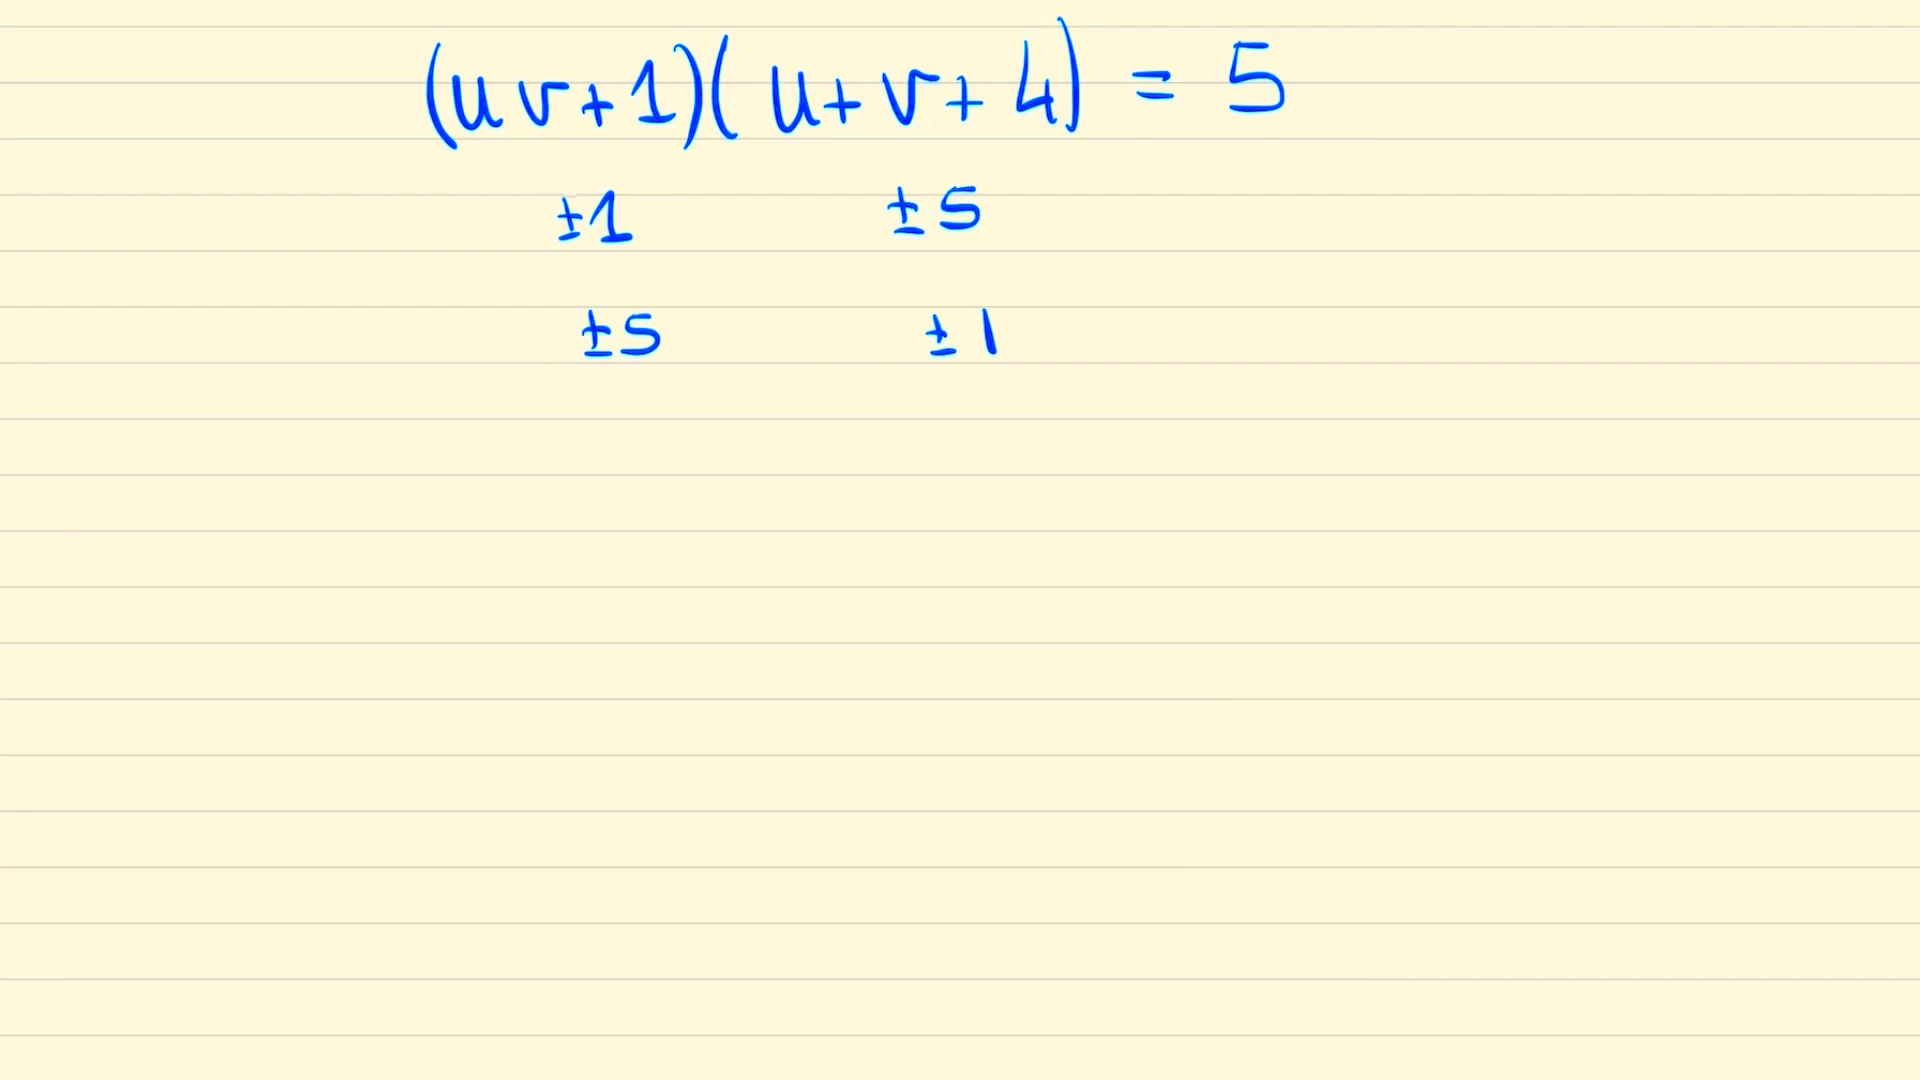 (uv+1)(u+v+4) = 5
±1 ±5
±5 ±1